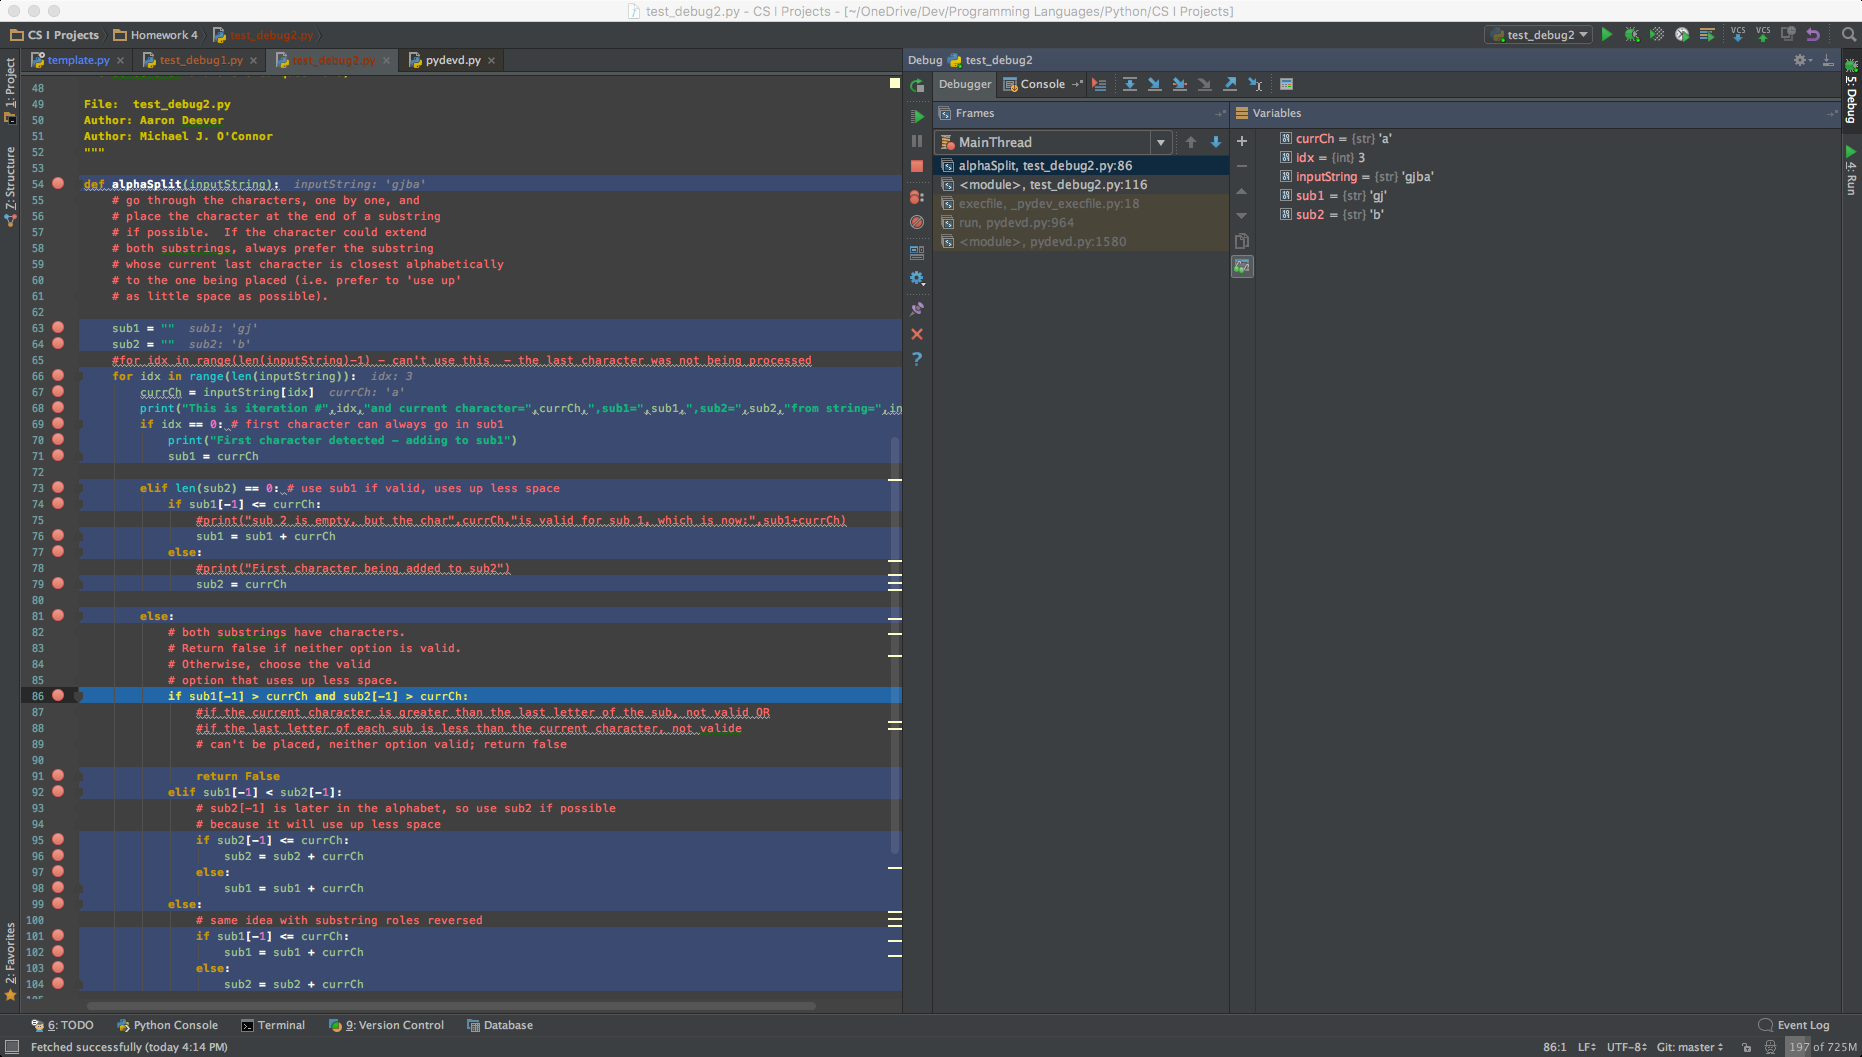 test_debug2.py - CS I Projects - [~/OneDrive/Dev/Programming Languages/Python/CS I Projects]
CS I Projects Homework 4 test_debug2.py
test_debug2
VCS VCS
template.py test_debug1.py test_debug2.py pydevd.py
1: Project
Z: Structure
2: Favorites
48
49 File:  test_debug2.py
50 Author: Aaron Deever
51 Author: Michael J. O'Connor
52 """
53
54 def alphaSplit(inputString):  inputString: 'gjba'
55 # go through the characters, one by one, and
56 # place the character at the end of a substring
57 # if possible.  If the character could extend
58 # both substrings, always prefer the substring
59 # whose current last character is closest alphabetically
60 # to the one being placed (i.e. prefer to 'use up'
61 # as little space as possible).
62
63 sub1 = ""  sub1: 'gj'
64 sub2 = ""  sub2: 'b'
65 #for idx in range(len(inputString)-1) - can't use this  - the last character was not being processed
66 for idx in range(len(inputString)):  idx: 3
67 currCh = inputString[idx]  currCh: 'a'
68 print("This is iteration #",idx,"and current character=",currCh,",sub1=",sub1,",sub2=",sub2,"from string=",in
69 if idx == 0: # first character can always go in sub1
70 print("First character detected - adding to sub1")
71 sub1 = currCh
72
73 elif len(sub2) == 0: # use sub1 if valid, uses up less space
74 if sub1[-1] <= currCh:
75 #print("sub 2 is empty, but the char",currCh,"is valid for sub 1, which is now:",sub1+currCh)
76 sub1 = sub1 + currCh
77 else:
78 #print("First character being added to sub2")
79 sub2 = currCh
80
81 else:
82 # both substrings have characters.
83 # Return false if neither option is valid.
84 # Otherwise, choose the valid
85 # option that uses up less space.
86 if sub1[-1] > currCh and sub2[-1] > currCh:
87 #if the current character is greater than the last letter of the sub, not valid OR
88 #if the last letter of each sub is less than the current character, not valide
89 # can't be placed, neither option valid; return false
90
91 return False
92 elif sub1[-1] < sub2[-1]:
93 # sub2[-1] is later in the alphabet, so use sub2 if possible
94 # because it will use up less space
95 if sub2[-1] <= currCh:
96 sub2 = sub2 + currCh
97 else:
98 sub1 = sub1 + currCh
99 else:
100 # same idea with substring roles reversed
101 if sub1[-1] <= currCh:
102 sub1 = sub1 + currCh
103 else:
104 sub2 = sub2 + currCh
Debug test_debug2
Debugger Console
Frames
MainThread
alphaSplit, test_debug2.py:86
<module>, test_debug2.py:116
execfile, _pydev_execfile.py:18
run, pydevd.py:964
<module>, pydevd.py:1580
Variables
currCh = {str} 'a'
idx = {int} 3
inputString = {str} 'gjba'
sub1 = {str} 'gj'
sub2 = {str} 'b'
5: Debug
4: Run
6: TODO Python Console Terminal 9: Version Control Database Event Log
Fetched successfully (today 4:14 PM) 86:1 LF UTF-8 Git: master 197 of 725M